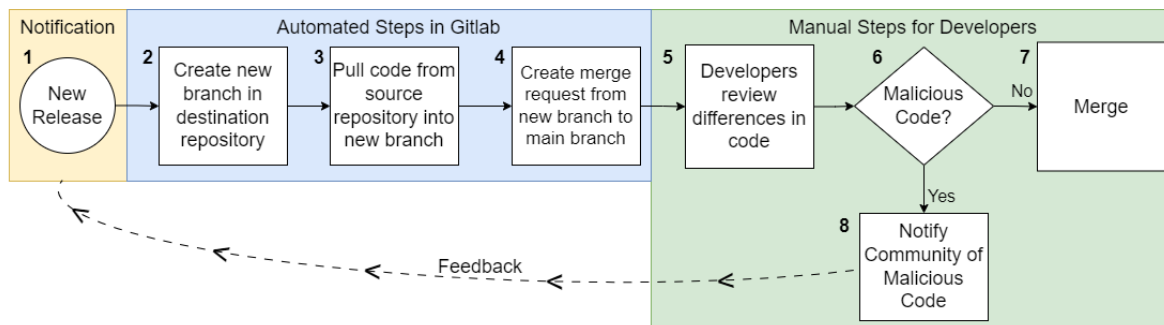 Notification
Automated Steps in Gitlab
Manual Steps for Developers
1
New
Release
2
Create new
branch in
destination
repository
3
Pull code from
source
repository into
new branch
4
Create merge
request from
new branch to
main branch
5
Developers
review
differences in
code
6
Malicious
Code?
No
7
Merge
Yes
8
Notify
Community of
Malicious
Code
Feedback